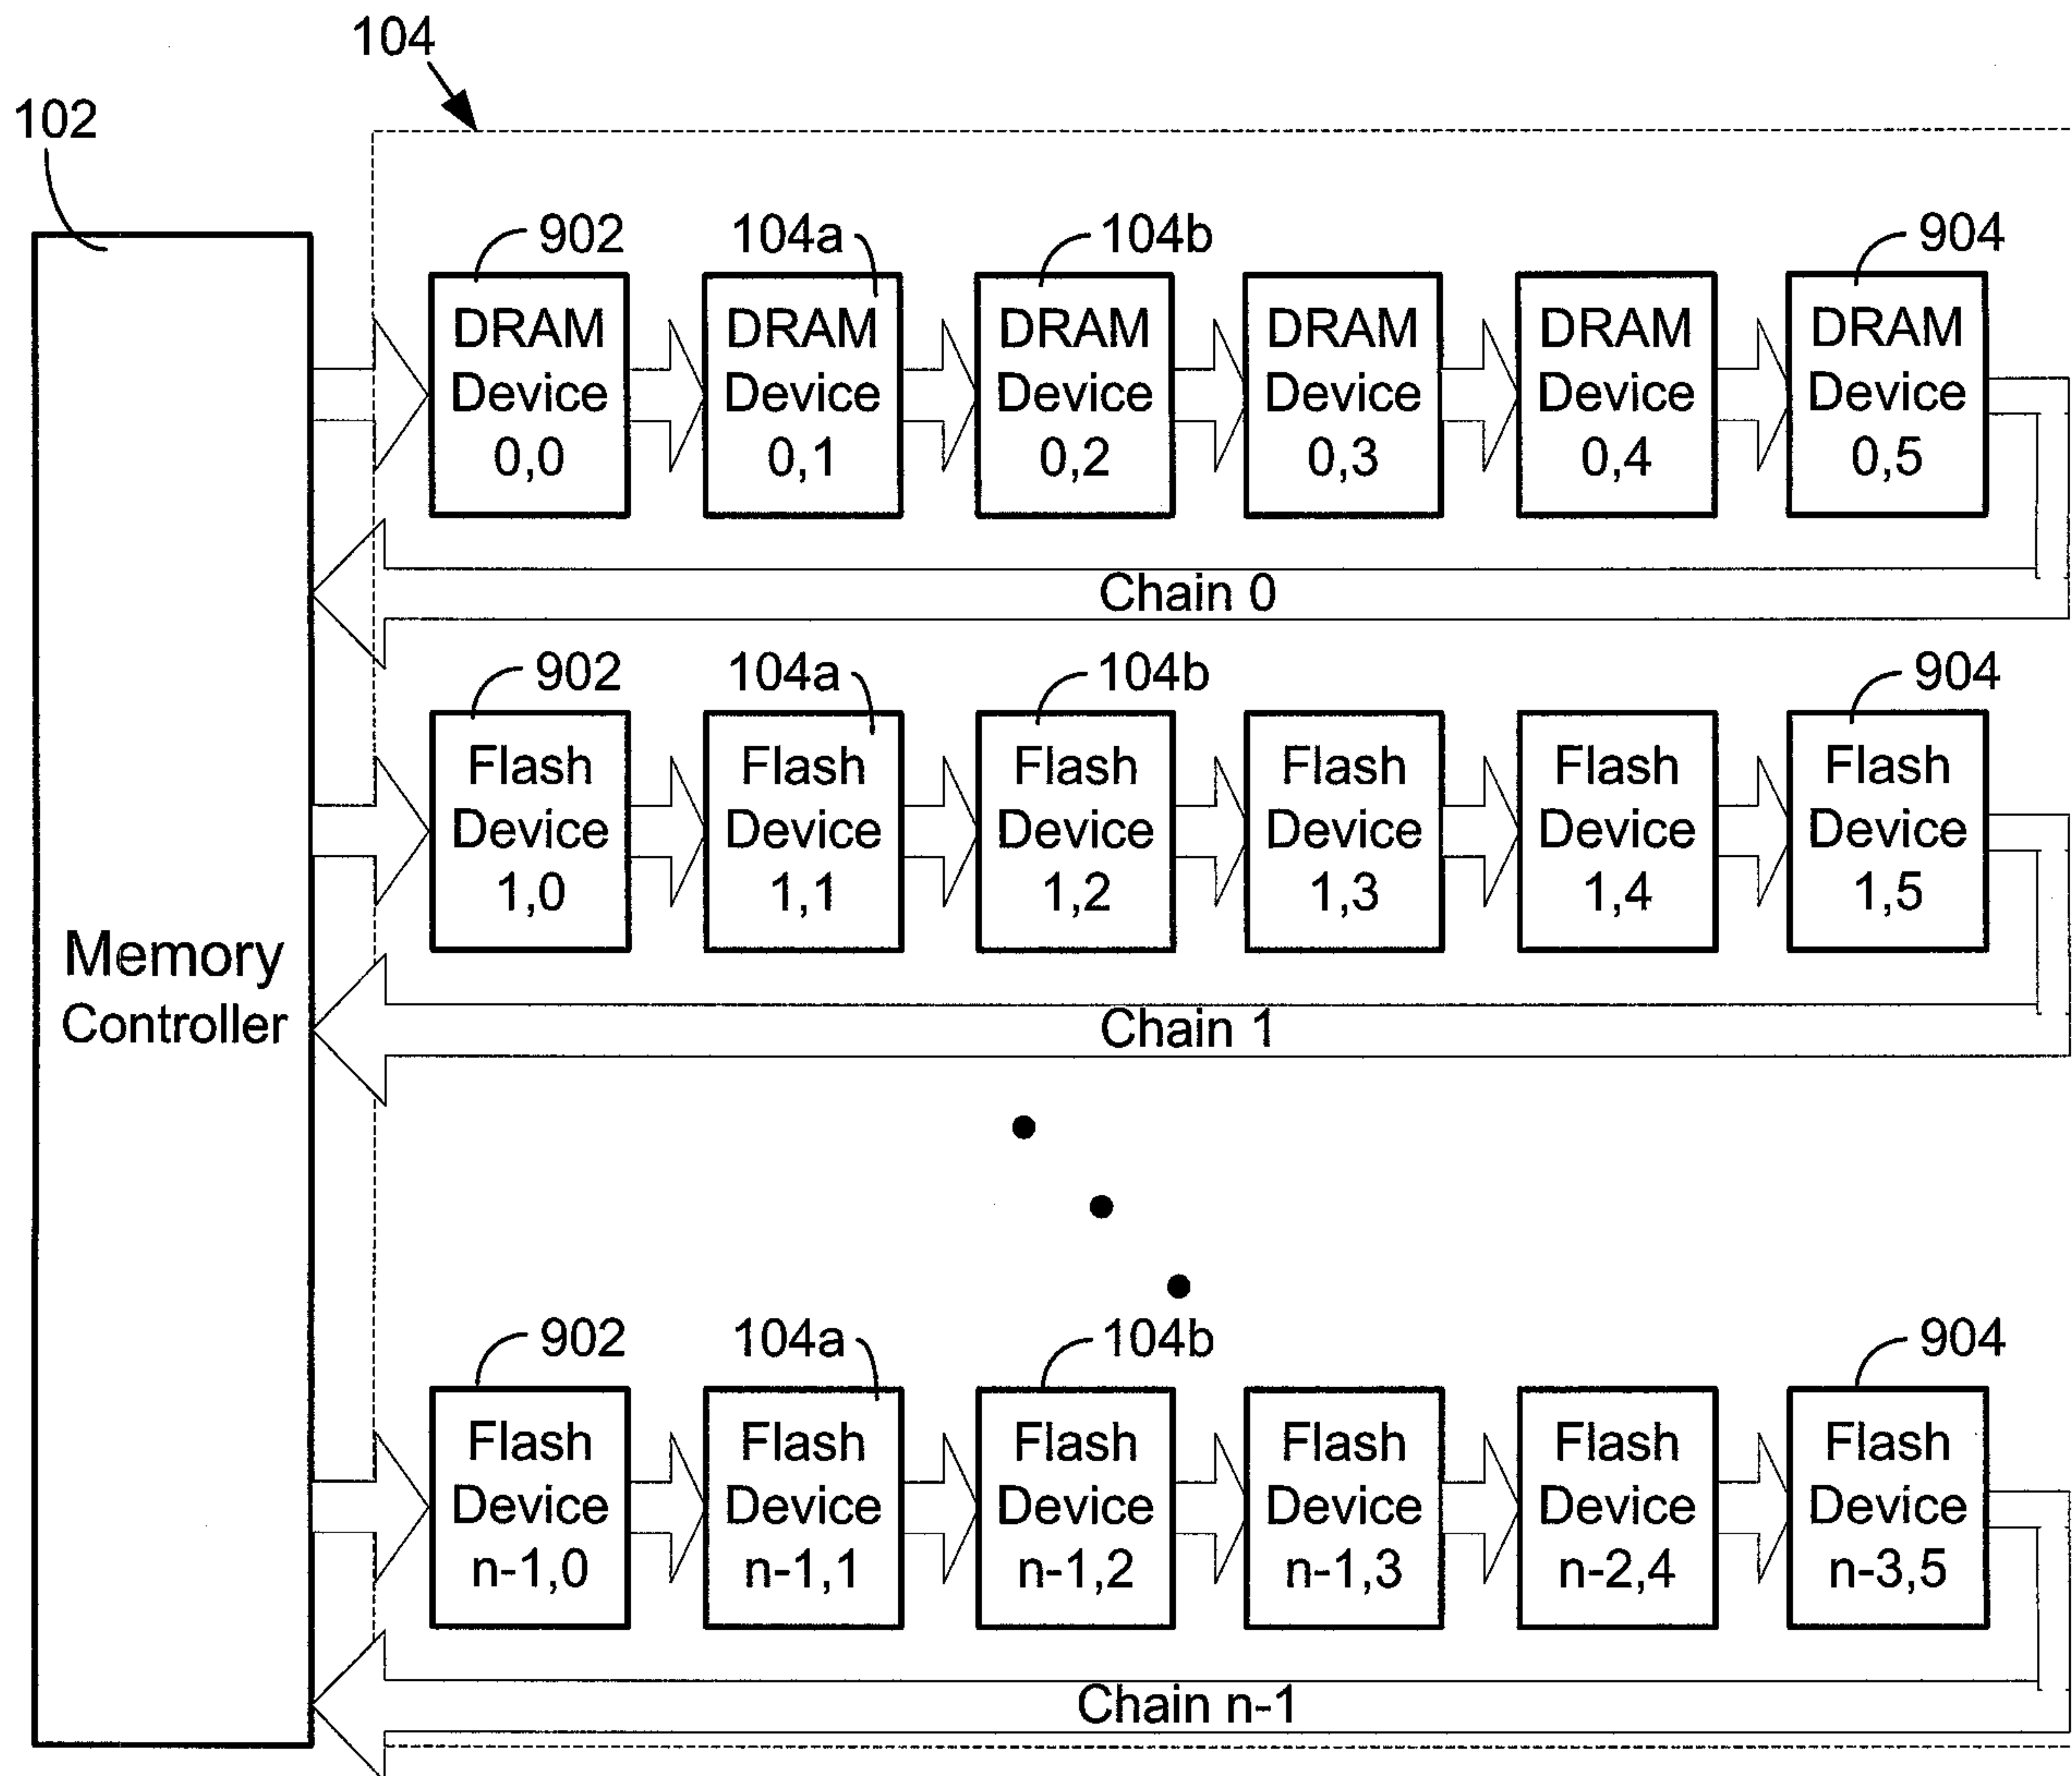 104
102
902
104a
104b
904
DRAM
Device
0,0
DRAM
Device
0,1
DRAM
Device
0,2
DRAM
Device
0,3
DRAM
Device
0,4
DRAM
Device
0,5
Chain 0
902
104a
104b
904
Flash
Device
1,0
Flash
Device
1,1
Flash
Device
1,2
Flash
Device
1,3
Flash
Device
1,4
Flash
Device
1,5
Memory
Controller
Chain 1
902
104a
104b
904
Flash
Device
n-1,0
Flash
Device
n-1,1
Flash
Device
n-1,2
Flash
Device
n-1,3
Flash
Device
n-2,4
Flash
Device
n-3,5
Chain n-1